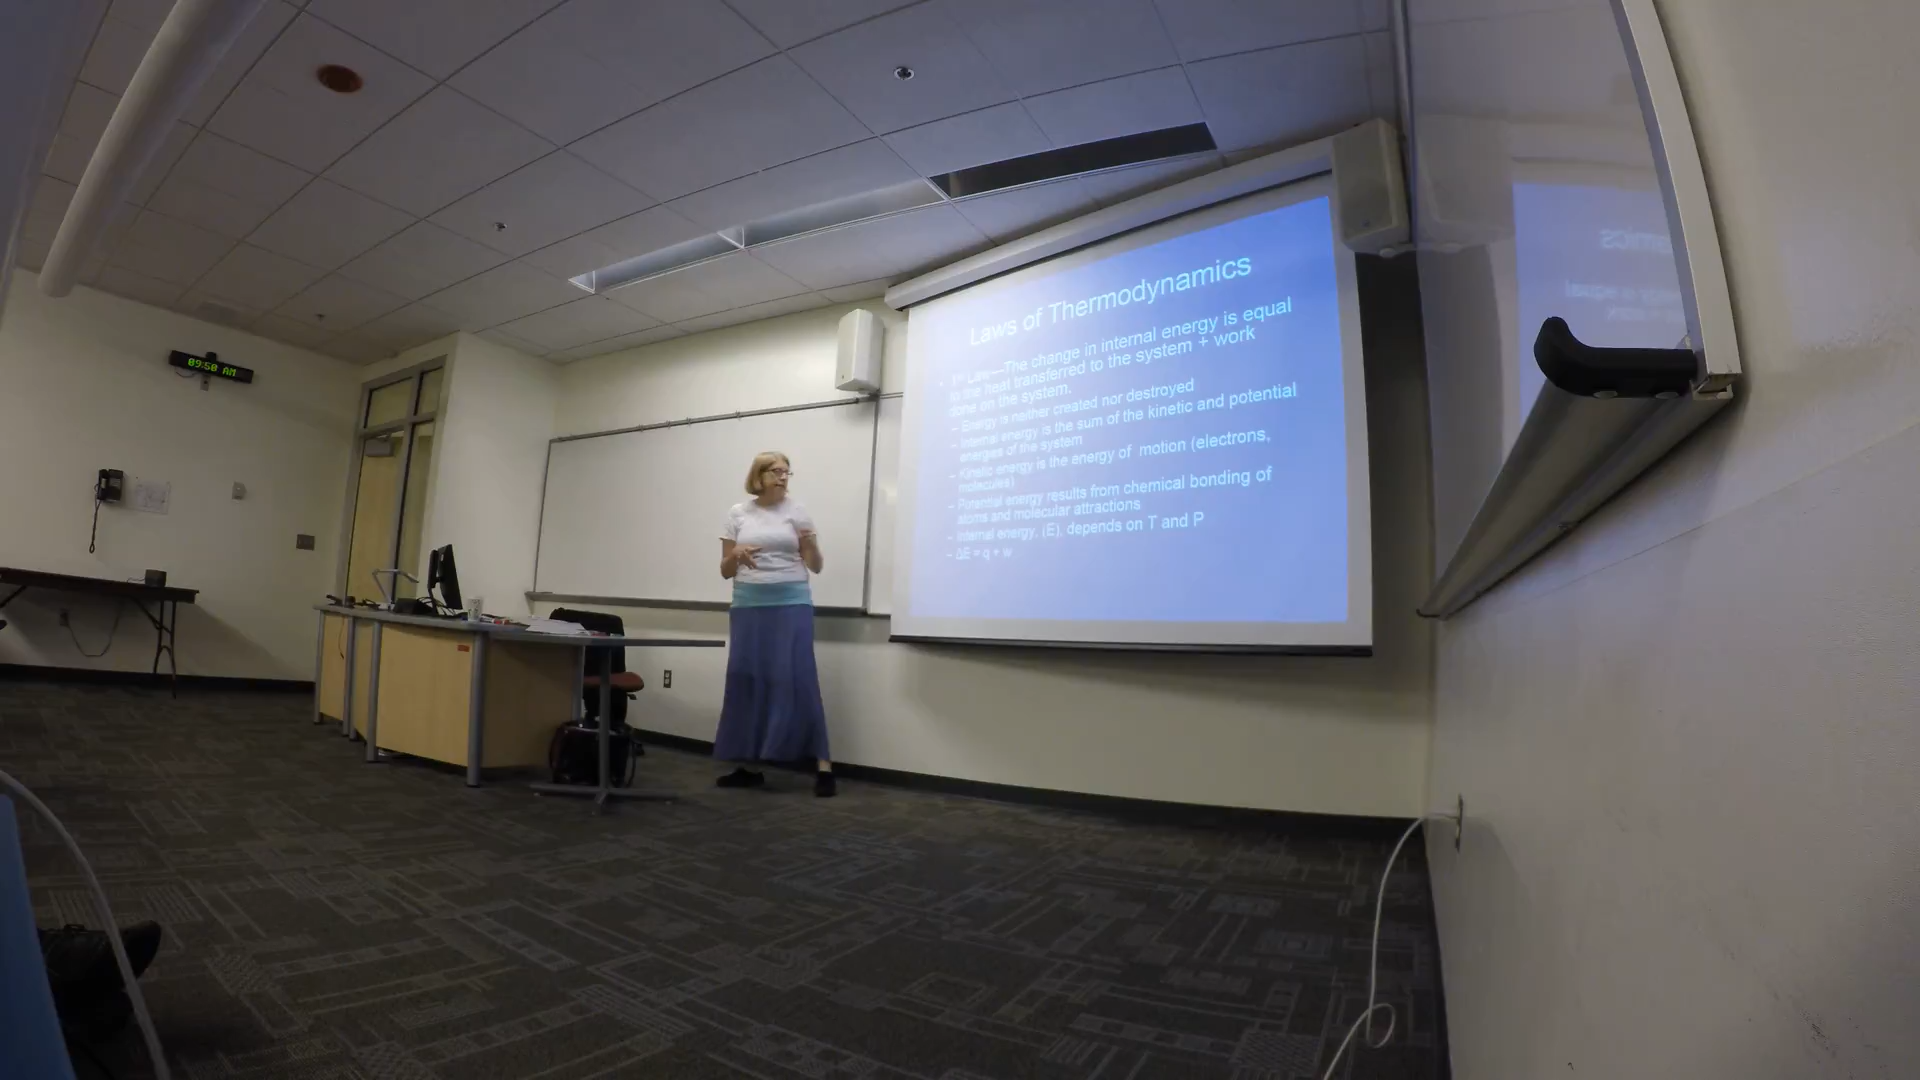 09:50 AM
Laws of Thermodynamics
• 1st Law—The change in internal energy is equal
to the heat transferred to the system + work
done on the system.
– Energy is neither created nor destroyed
– Internal energy is the sum of the kinetic and potential
energies of the system
– Kinetic energy is the energy of motion (electrons,
molecules)
– Potential energy results from chemical bonding of
atoms and molecular attractions
– Internal energy, (E), depends on T and P
– ΔE = q + w